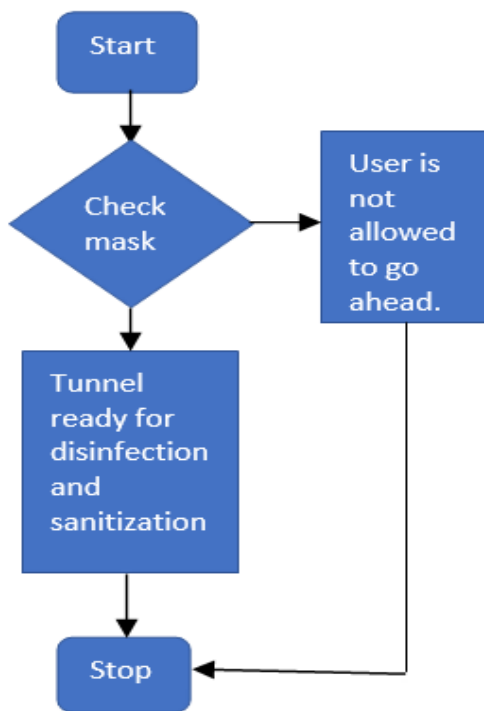 Start
Check
mask
User is
not
allowed
to go
ahead.
Tunnel
ready for
disinfection
and
sanitization
Stop